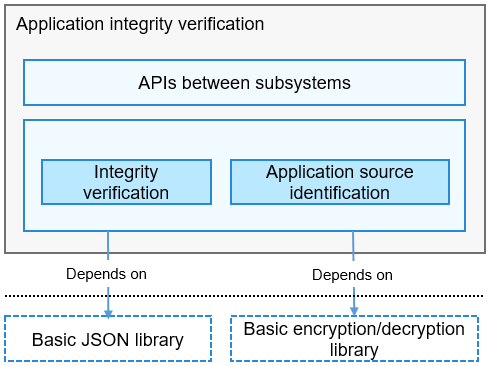 Application integrity verification
APIs between subsystems
Integrity
verification
Application source
identification
Depends on
Depends on
Basic JSON library
Basic encryption/decryption
library